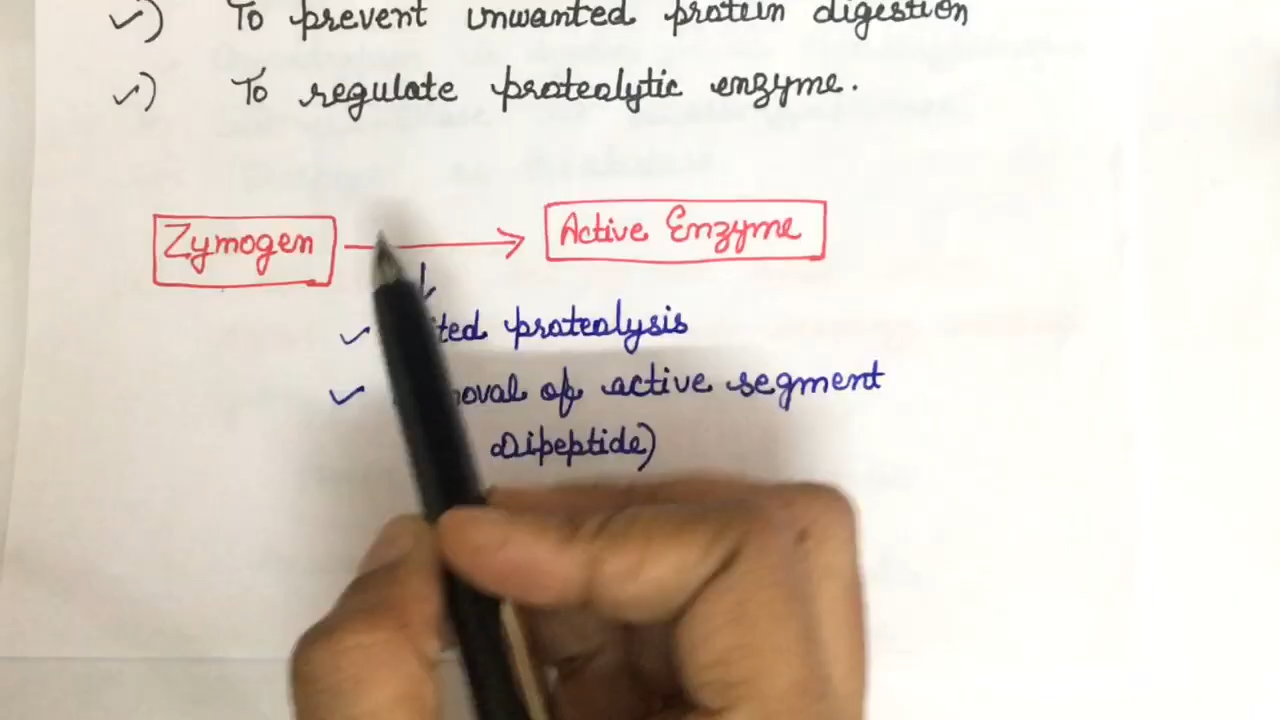 ✓) To prevent unwanted protein digestion
✓) To regulate proteolytic enzyme.
Zymogen → Active Enzyme
✓ proteolysis
✓ of active segment
Dipeptide)